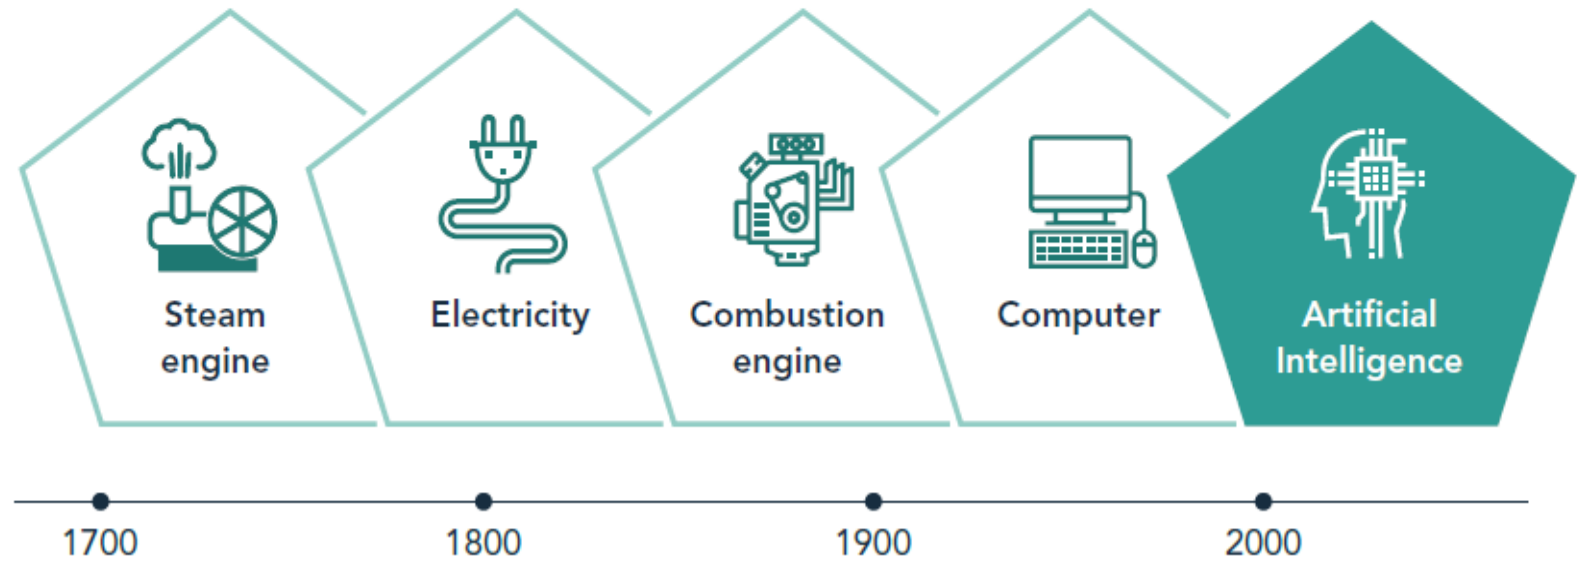 Steam
engine
Electricity
Combustion
engine
Computer
Artificial
Intelligence
1700
1800
1900
2000